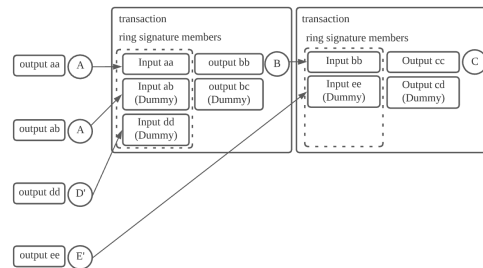 transaction
transaction
ring signature members
ring signature members
output aa
A
Input aa
output bb
B
Input bb
Output cc
C
Input ab
(Dummy)
output bc
(Dummy)
Input ee
(Dummy)
Output cd
(Dummy)
output ab
A
Input dd
(Dummy)
output dd
D'
output ee
E'